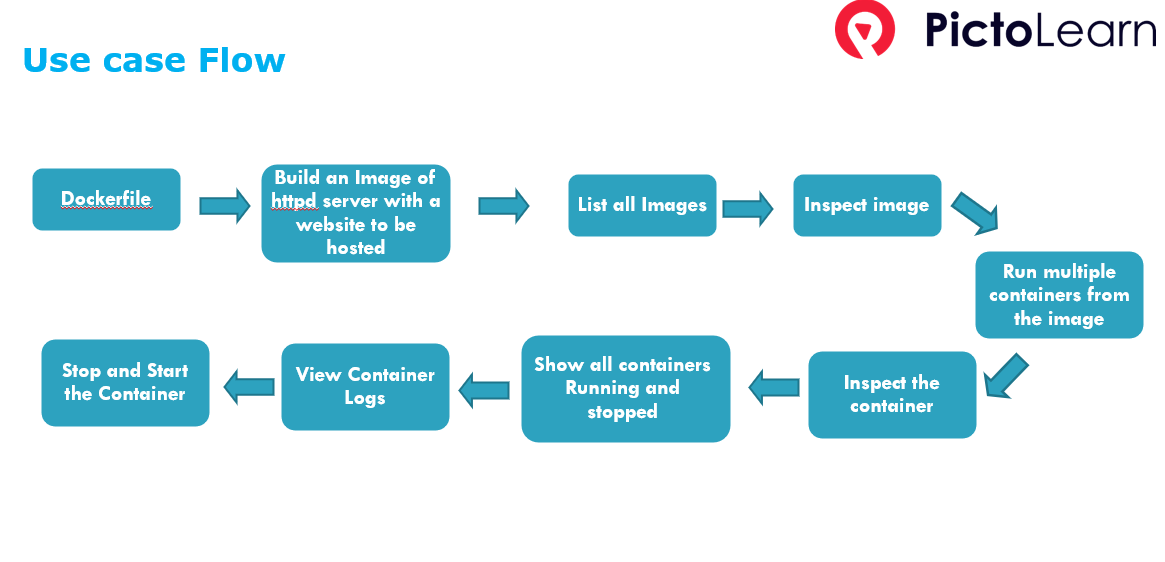 PictoLearn
Use case Flow
Dockerfile
Build an Image of
httpd server with a
website to be
hosted
List all Images
Inspect image
Run multiple
containers from
the image
Inspect the
container
Show all containers
Running and
stopped
View Container
Logs
Stop and Start
the Container